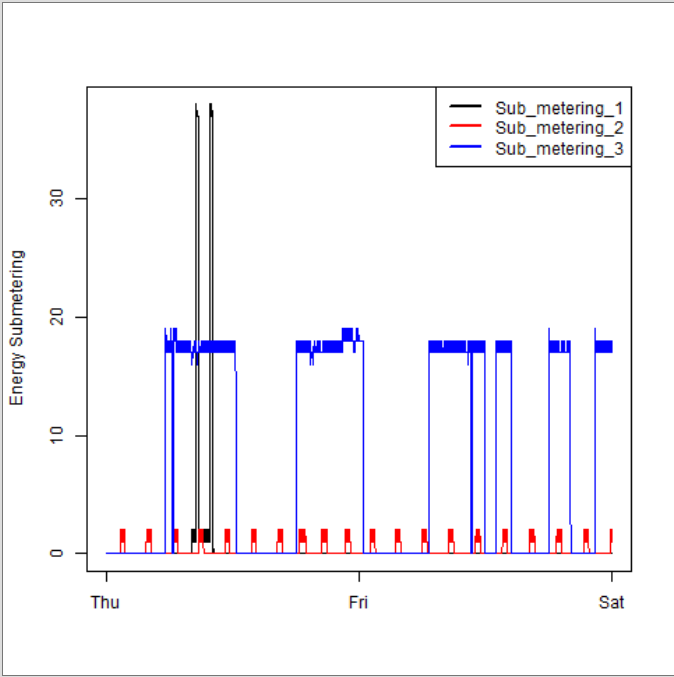 Sub_metering_1
Sub_metering_2
Sub_metering_3
Energy Submetering
30
20
10
0
Thu Fri Sat